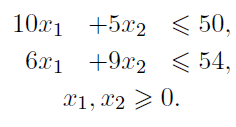 10x₁ +5x₂ ⩽ 50,
6x₁ +9x₂ ⩽ 54,
x₁, x₂ ⩾ 0.